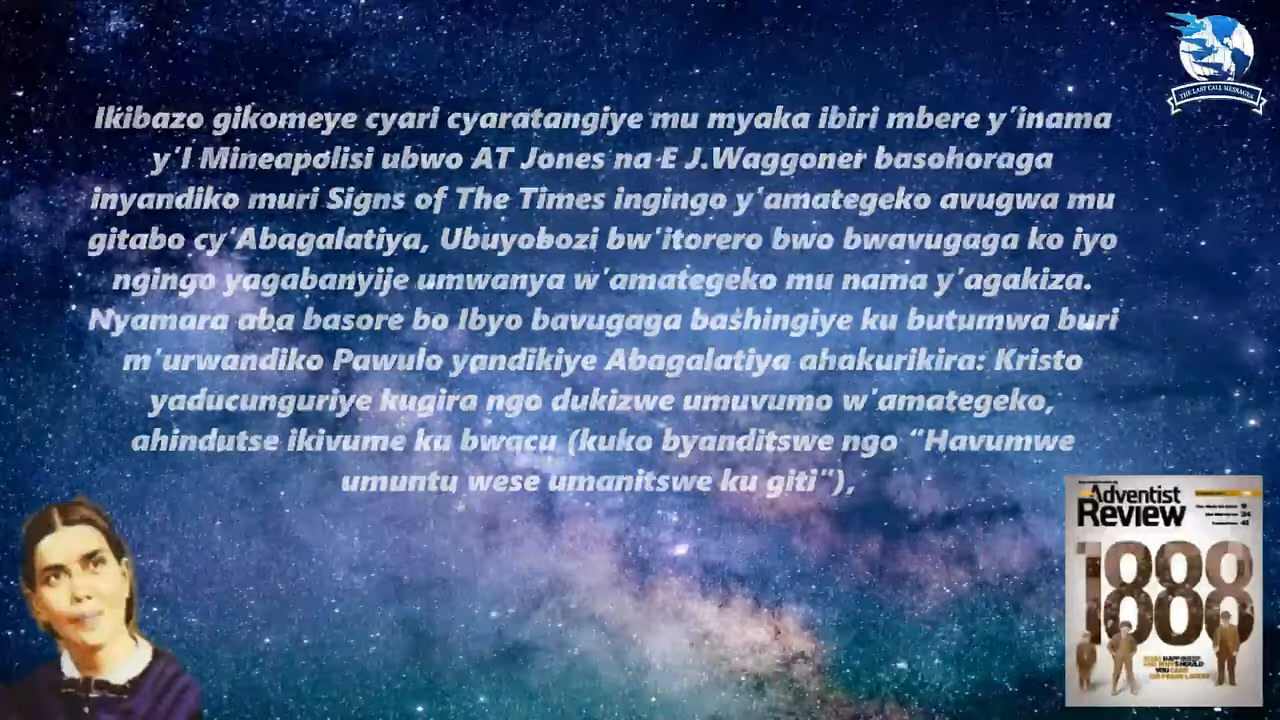 THE LAST CALL MESSAGES
Ikibazo gikomeye cyari cyaratangiye mu myaka ibiri mbere y'inama
y'I Mineapolisi ubwo AT Jones na E J.Waggoner basohoraga
inyandiko muri Signs of The Times ingingo y'amategeko avugwa mu
gitabo cy'Abagalatiya, Ubuyobozi bw'itorero bwo bwavugaga ko iyo
ngingo yagabanyije umwanya w'amategeko mu nama y'agakiza.
Nyamara aba basore bo Ibyo bavugaga bashingiye ku butumwa buri
m'urwandiko Pawulo yandikiye Abagalatiya ahakurikira: Kristo
yaducunguriye kugira ngo dukizwe umuvumo w'amategeko,
ahindutse ikivume ku bwacu (kuko byanditswe ngo “Havumwe
umuntu wese umanitswe ku giti”),
Adventist
Review
1888